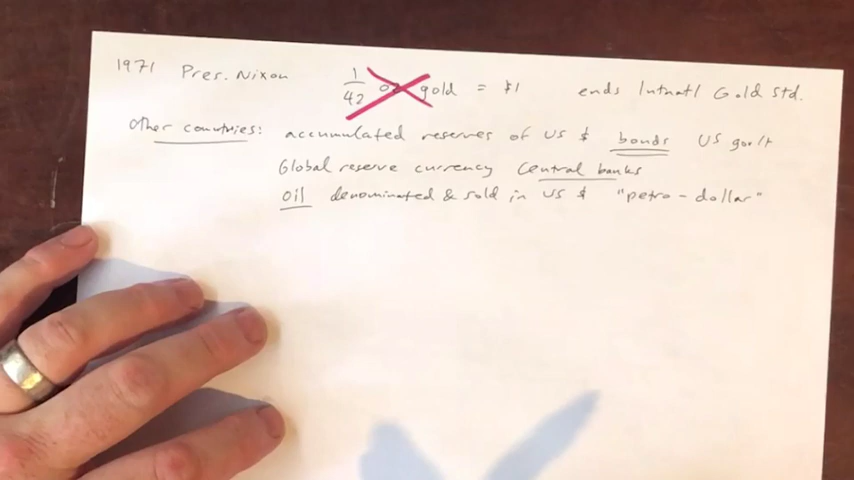 1971 Pres. Nixon 1/42 oz gold = $1 ends Intnat'l Gold Std.
Other countries: accumulated reserves of US $ bonds US gov't
Global reserve currency Central banks
Oil denominated & sold in US $ "petro-dollar"